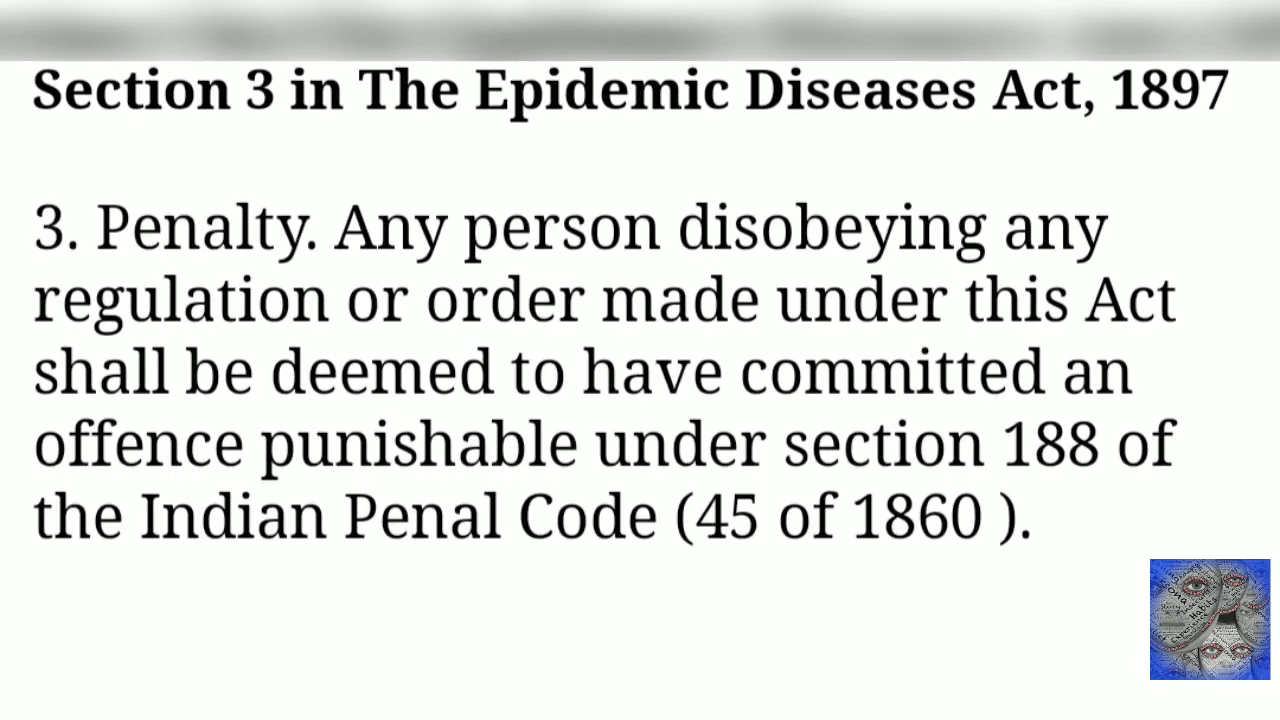 Section 3 in The Epidemic Diseases Act, 1897
3. Penalty. Any person disobeying any
regulation or order made under this Act
shall be deemed to have committed an
offence punishable under section 188 of
the Indian Penal Code (45 of 1860 ).
Habits
Experience